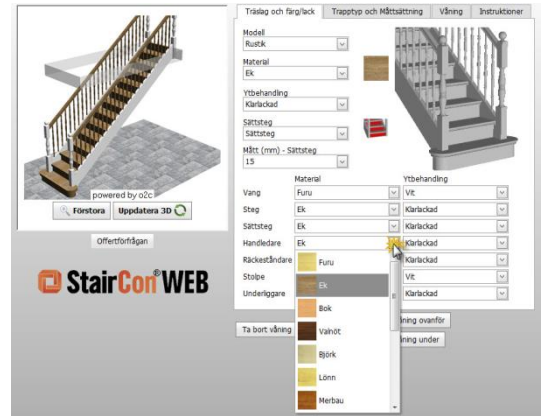 Träslag och färg/lack
Trapptyp och Måttsättning
Våning
Instruktioner
Modell
Rustik
Material
Ek
Ytbehandling
Klarlackad
Sättsteg
Sättsteg
Mått (mm) - Sättsteg
15
powered by o2c
Förstora
Uppdatera 3D
Offertförfrågan
StairCon®WEB
Material
Ytbehandling
Vang
Furu
Vit
Steg
Ek
Klarlackad
Sättsteg
Ek
Klarlackad
Handledare
Ek
Klarlackad
Räckeståndare
Klarlackad
Stolpe
Vit
Underliggare
Klarlackad
Furu
Ek
Bok
Valnöt
Björk
Lönn
Merbau
Ta bort våning
ning ovanför
ning under